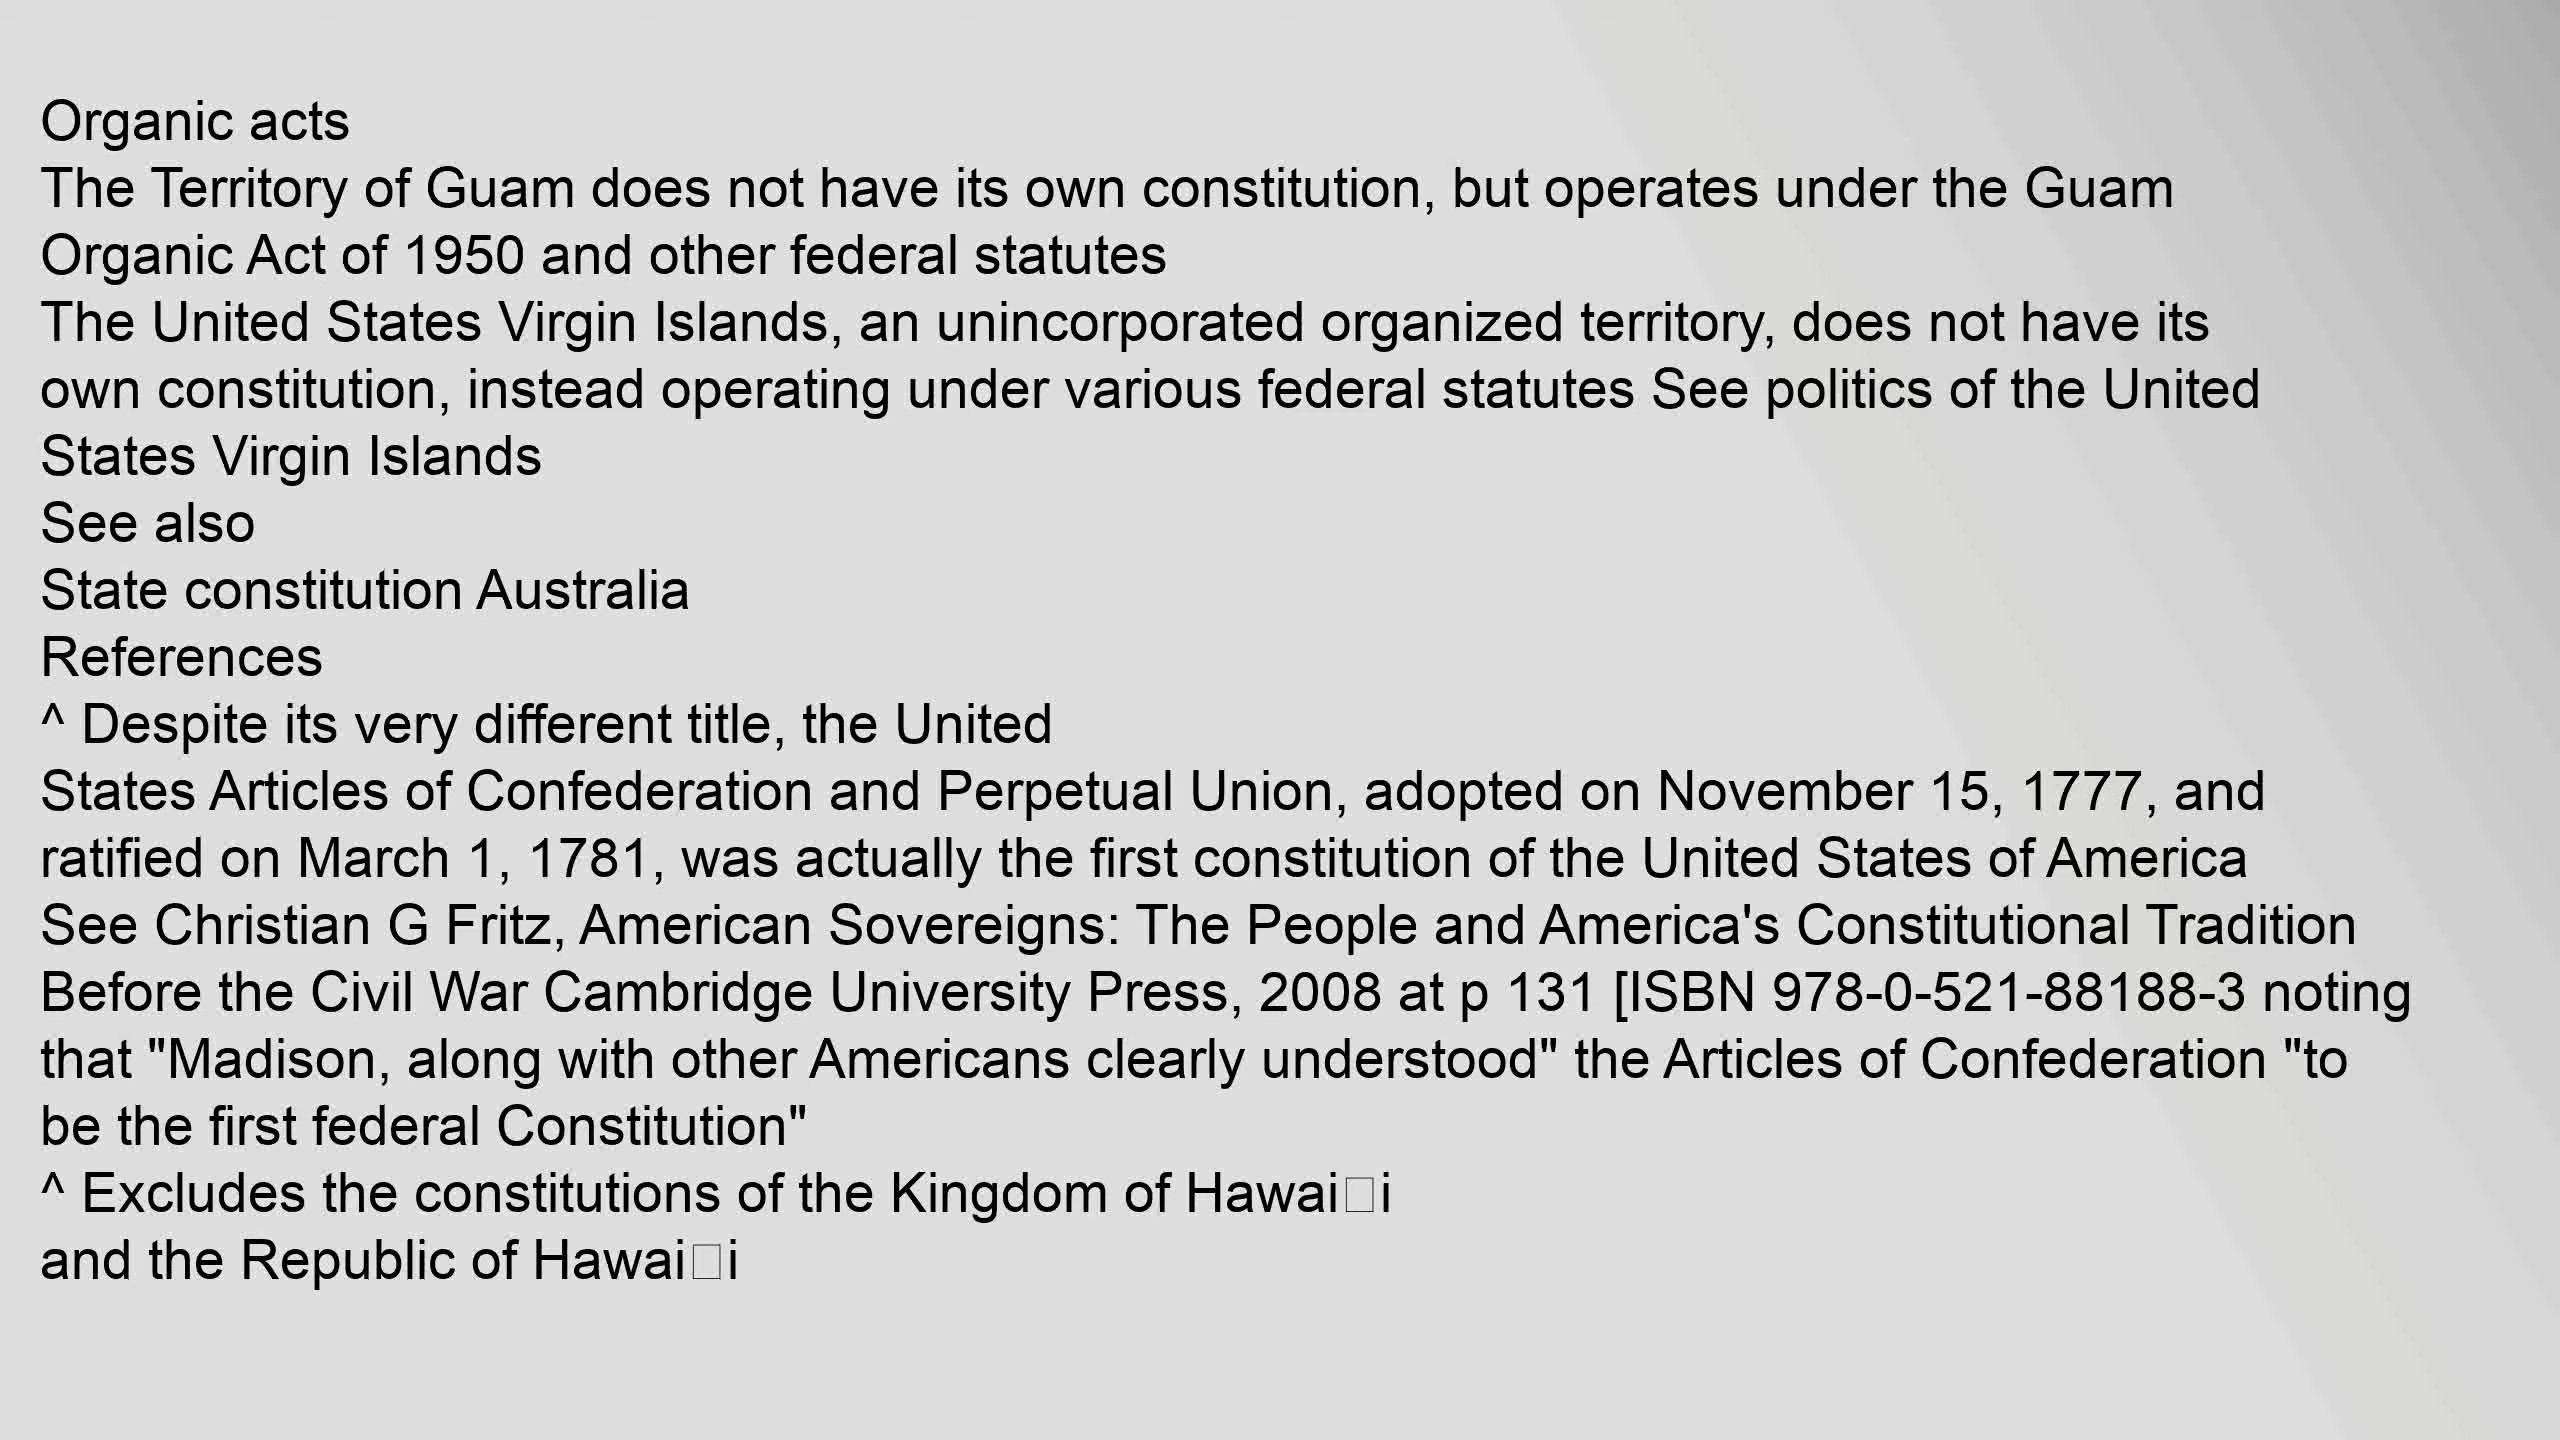 Organic acts
The Territory of Guam does not have its own constitution, but operates under the Guam
Organic Act of 1950 and other federal statutes
The United States Virgin Islands, an unincorporated organized territory, does not have its
own constitution, instead operating under various federal statutes See politics of the United
States Virgin Islands
See also
State constitution Australia
References
^ Despite its very different title, the United
States Articles of Confederation and Perpetual Union, adopted on November 15, 1777, and
ratified on March 1, 1781, was actually the first constitution of the United States of America
See Christian G Fritz, American Sovereigns: The People and America's Constitutional Tradition
Before the Civil War Cambridge University Press, 2008 at p 131 [ISBN 978-0-521-88188-3 noting
that "Madison, along with other Americans clearly understood" the Articles of Confederation "to
be the first federal Constitution"
^ Excludes the constitutions of the Kingdom of Hawai□i
and the Republic of Hawai□i